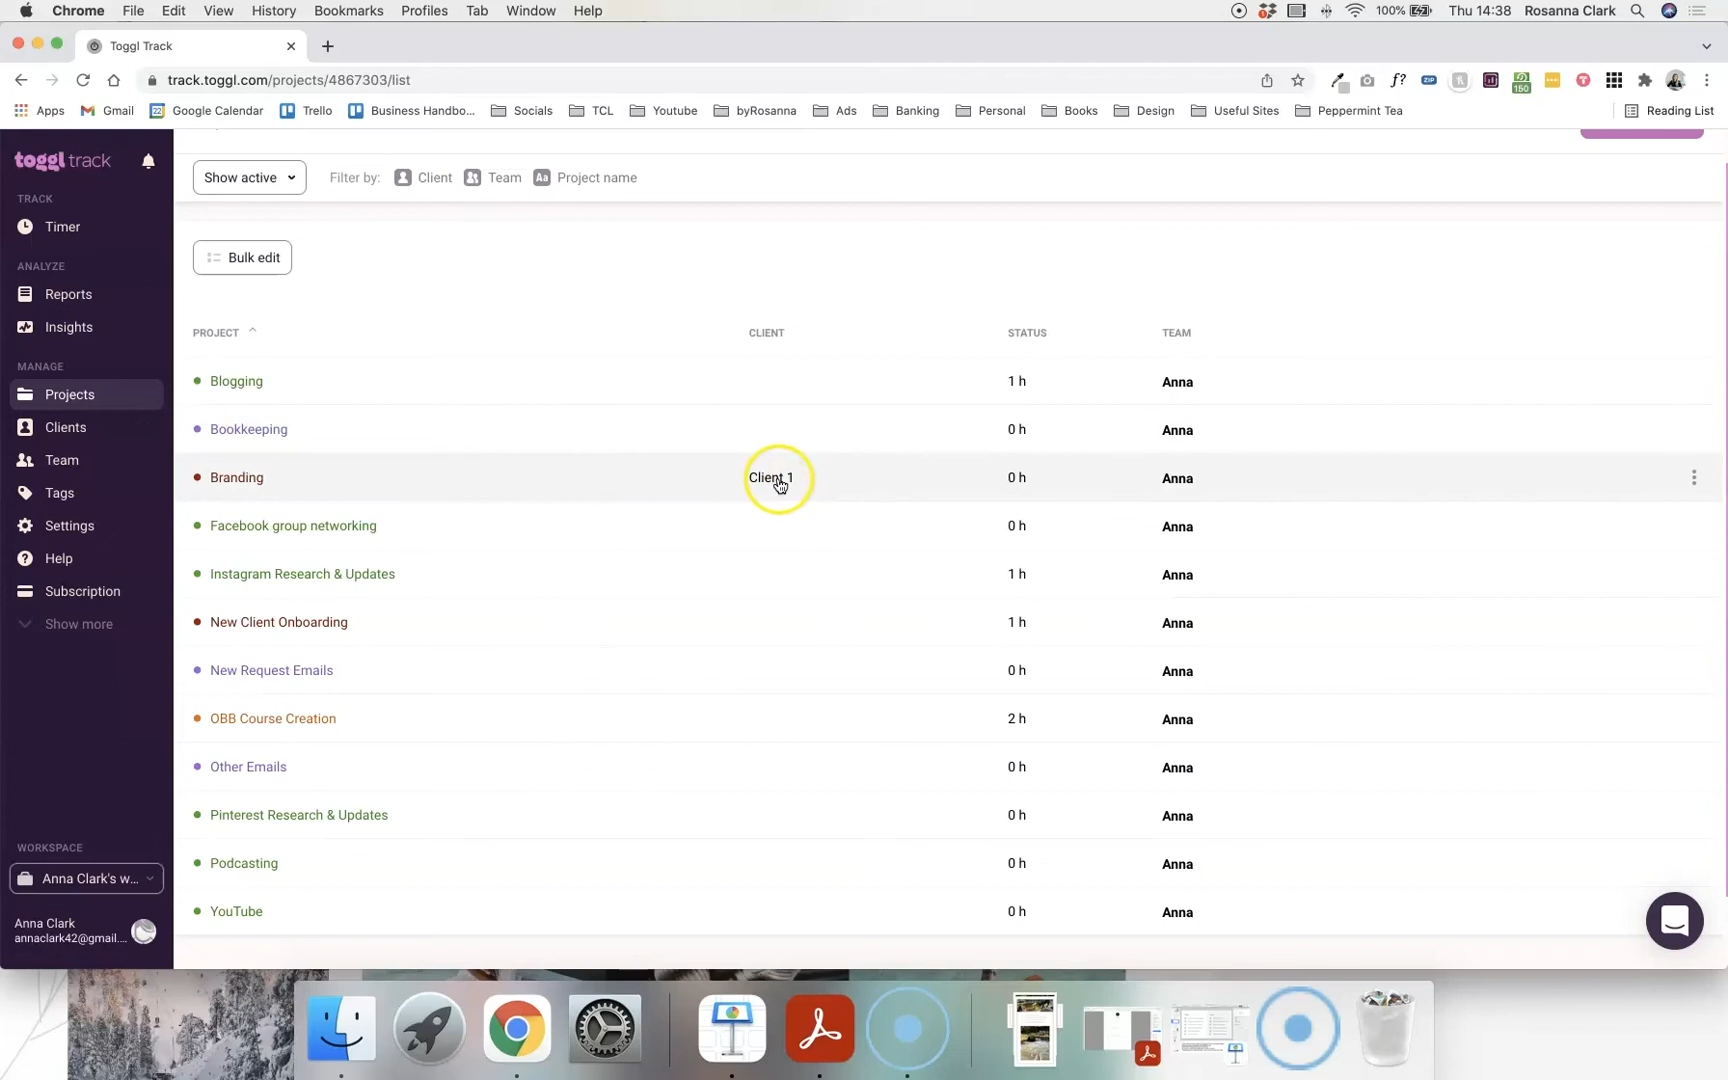 Chrome File Edit View History Bookmarks Profiles Tab Window Help 100% Thu 14:38 Rosanna Clark
Toggl Track
track.toggl.com/projects/4867303/list
Apps Gmail Google Calendar Trello Business Handbo... Socials TCL Youtube byRosanna Ads Banking Personal Books Design Useful Sites Peppermint Tea Reading List
toggl track
Show active Filter by: Client Team Project name
TRACK
Timer
Bulk edit
ANALYZE
Reports
Insights
PROJECT CLIENT STATUS TEAM
MANAGE
Projects
Clients
Team
Tags
Settings
Help
Subscription
Show more
Blogging 1 h Anna
Bookkeeping 0 h Anna
Branding Client 1 0 h Anna
Facebook group networking 0 h Anna
Instagram Research & Updates 1 h Anna
New Client Onboarding 1 h Anna
New Request Emails 0 h Anna
OBB Course Creation 2 h Anna
Other Emails 0 h Anna
Pinterest Research & Updates 0 h Anna
Podcasting 0 h Anna
YouTube 0 h Anna
WORKSPACE
Anna Clark's w...
Anna Clark
annaclark42@gmail....